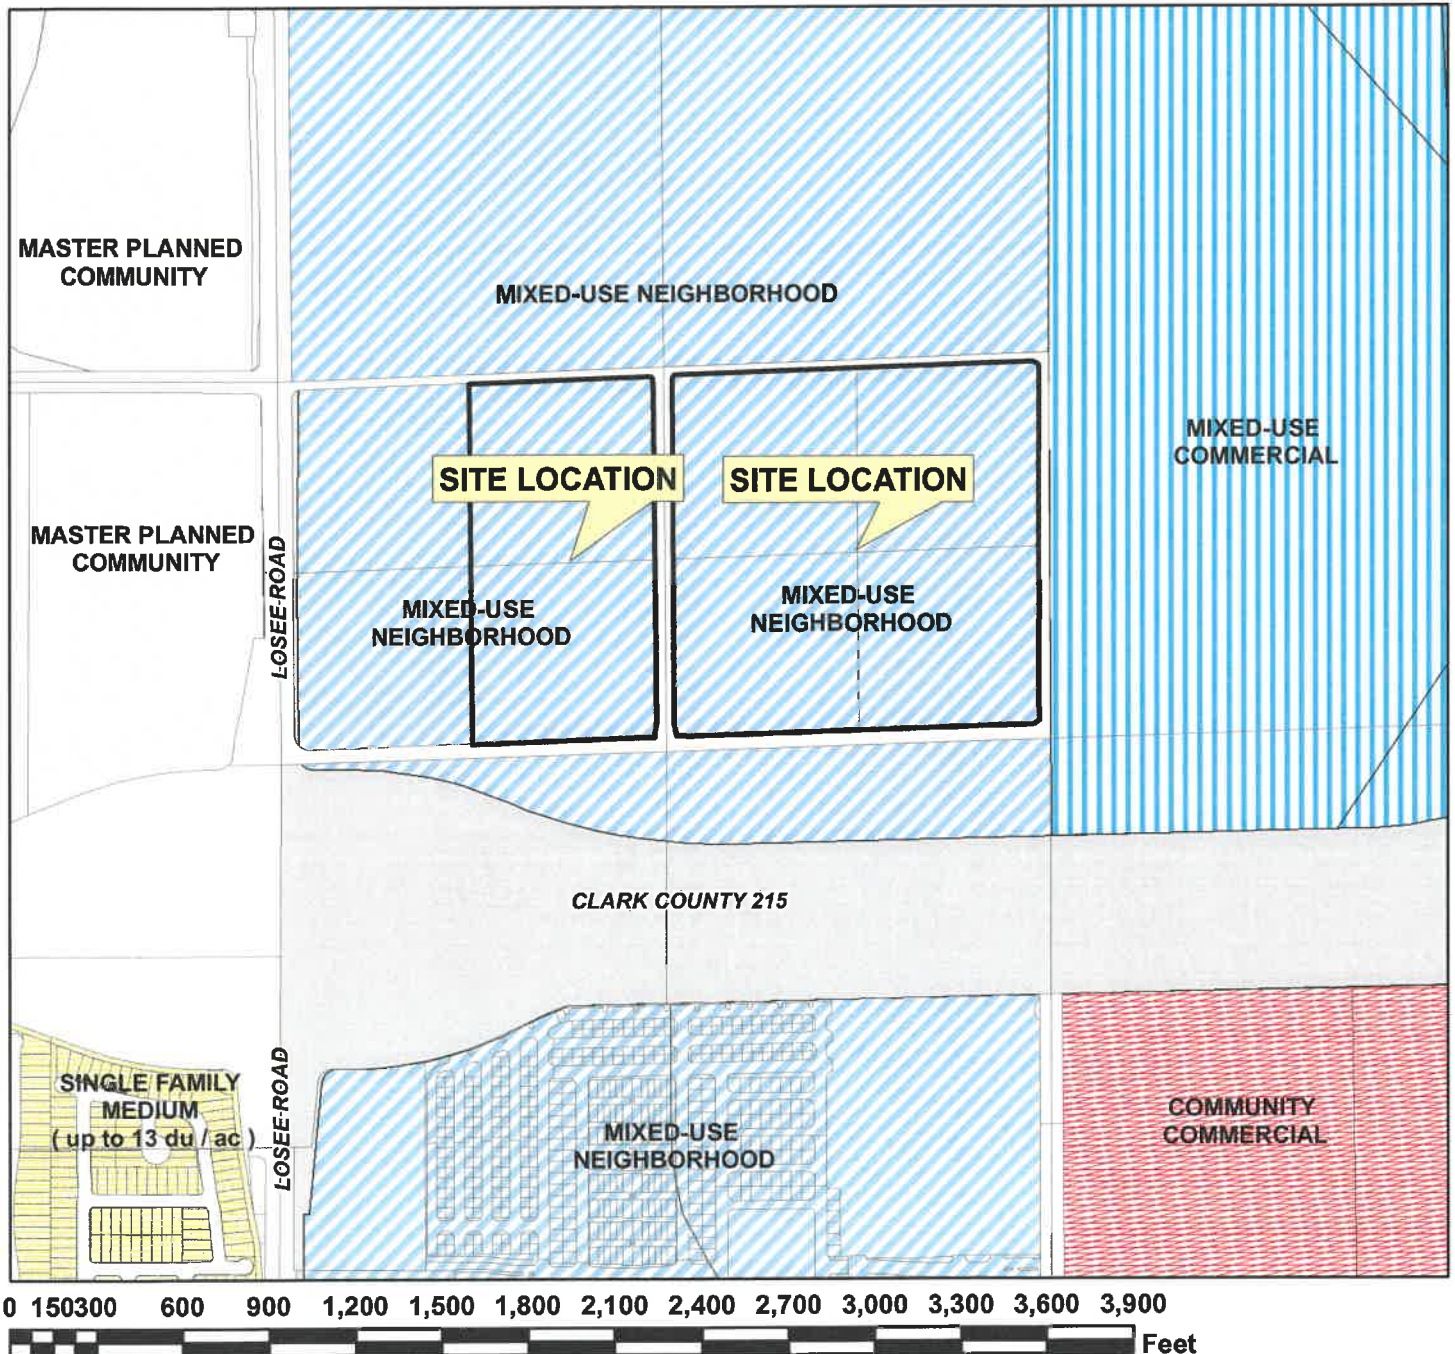 MASTER PLANNED
COMMUNITY
MIXED-USE NEIGHBORHOOD
MIXED-USE
COMMERCIAL
SITE LOCATION
SITE LOCATION
MASTER PLANNED
COMMUNITY
LOSEE ROAD
MIXED-USE
NEIGHBORHOOD
MIXED-USE
NEIGHBORHOOD
CLARK COUNTY 215
SINGLE FAMILY
MEDIUM
( up to 13 du / ac )
LOSEE ROAD
MIXED-USE
NEIGHBORHOOD
COMMUNITY
COMMERCIAL
0 150 300 600 900 1,200 1,500 1,800 2,100 2,400 2,700 3,000 3,300 3,600 3,900
Feet